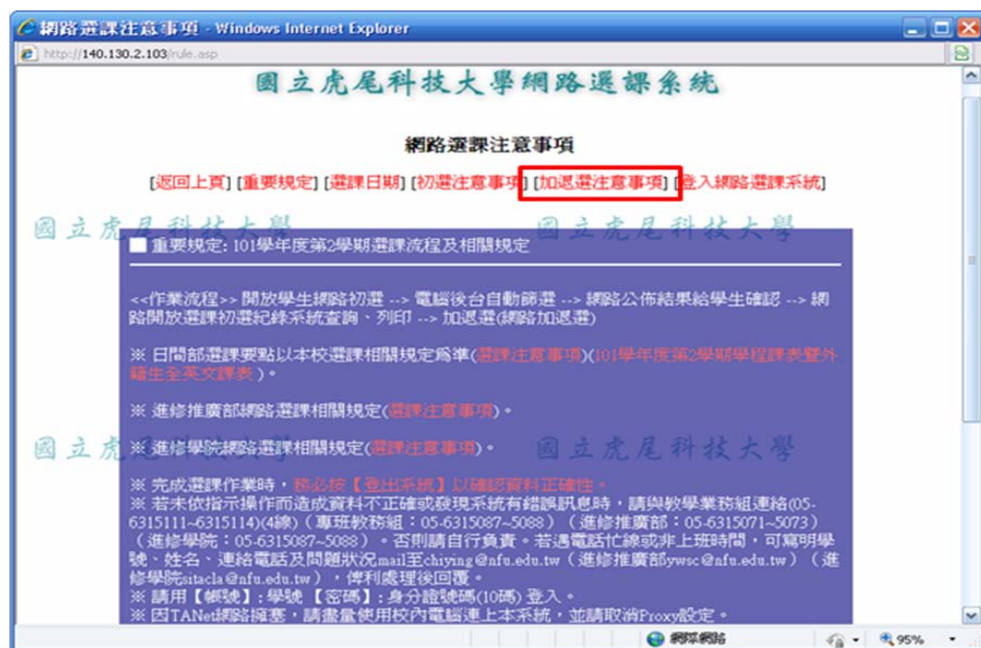 網路選課注意事項 - Windows Internet Explorer
http://140.130.2.103/rule.asp
國立虎尾科技大學網路選課系統
網路選課注意事項
[返回上頁] [重要規定] [選課日期] [初選注意事項] [加退選注意事項] [登入網路選課系統]
國立虎尾科技大學 國立虎尾科技大學
■ 重要規定: 101學年度第2學期選課流程及相關規定
<<作業流程>> 開放學生網路初選 --> 電腦後台自動篩選 --> 網路公佈結果給學生確認 --> 網
路開放選課初選紀錄系統查詢、列印 --> 加退選(網路加退選)
※ 日間部選課要點以本校選課相關規定為準(選課注意事項)(101學年度第2學期學程課表暨外
籍生全英文課表 )。
※ 進修推廣部網路選課相關規定(選課注意事項)。
※ 進修學院網路選課相關規定(選課注意事項)。
國立虎尾科技大學 國立虎尾科技大學
※ 完成選課作業時，務必按【登出系統】以確認資料正確性。
※ 若未依指示操作而造成資料不正確或發現系統有錯誤訊息時，請與教學業務組連絡(05-
6315111~6315114)(4線)（專班教務組：05-6315087~5088）（進修推廣部：05-6315071~5073）
（進修學院：05-6315087~5088）。否則請自行負責。若遇電話忙線或非上班時間，可寫明學
號、姓名、連絡電話及問題狀況mail至chiying@nfu.edu.tw（進修推廣部ywsc@nfu.edu.tw）（進
修學院sitacla@nfu.edu.tw），俾利處理後回覆。
※ 請用【帳號】: 學號 【密碼】: 身分證號碼(10碼) 登入。
※ 因TANet網路擁塞，請盡量使用校內電腦連上本系統，並請取消Proxy設定。
網際網路 95%